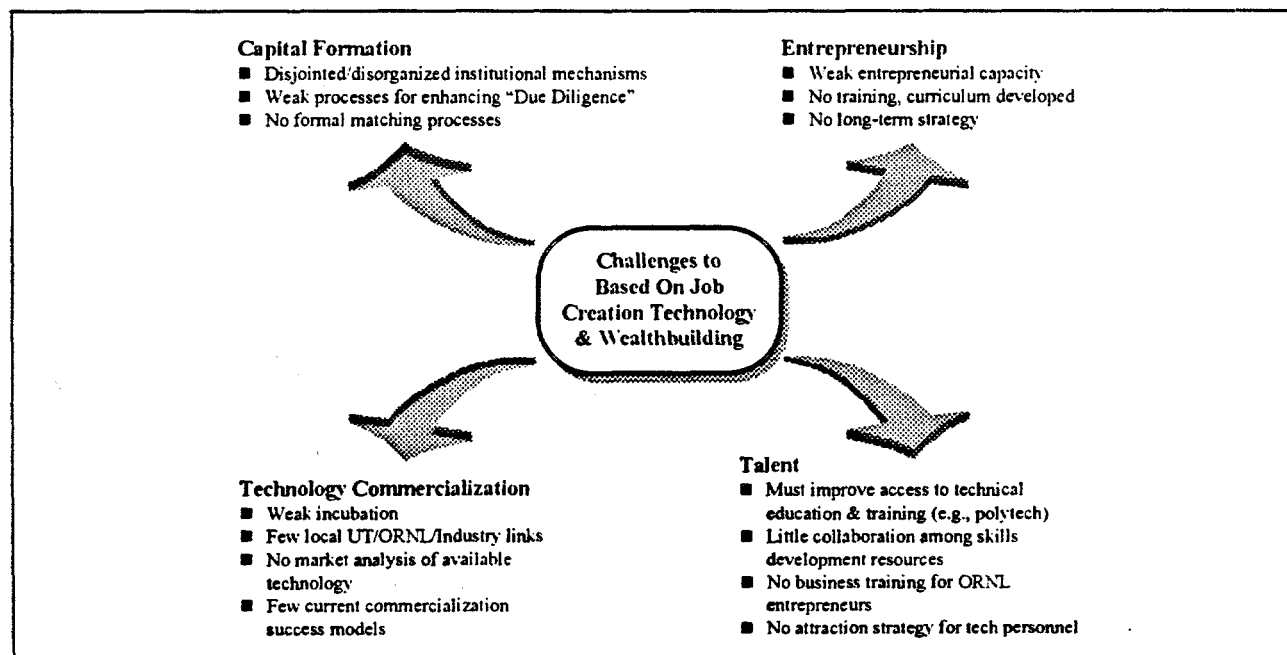 Capital Formation
■ Disjointed/disorganized institutional mechanisms
■ Weak processes for enhancing "Due Diligence"
■ No formal matching processes
Entrepreneurship
■ Weak entrepreneurial capacity
■ No training, curriculum developed
■ No long-term strategy
Challenges to
Based On Job
Creation Technology
& Wealthbuilding
Technology Commercialization
■ Weak incubation
■ Few local UT/ORNL/Industry links
■ No market analysis of available
technology
■ Few current commercialization
success models
Talent
■ Must improve access to technical
education & training (e.g., polytech)
■ Little collaboration among skills
development resources
■ No business training for ORNL
entrepreneurs
■ No attraction strategy for tech personnel